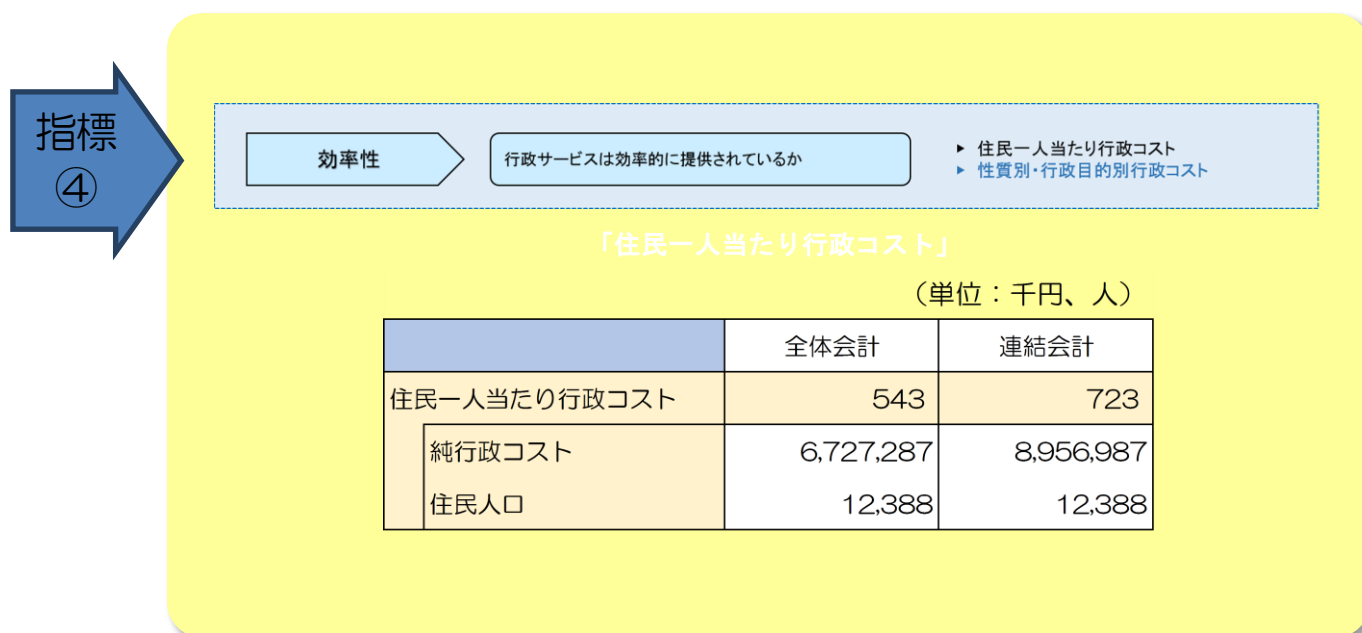 指標
④
効率性
行政サービスは効率的に提供されているか
▶ 住民一人当たり行政コスト
▶ 性質別・行政目的別行政コスト
「住民一人当たり行政コスト」
（単位：千円、人）
全体会計 連結会計
住民一人当たり行政コスト 543 723
純行政コスト 6,727,287 8,956,987
住民人口 12,388 12,388